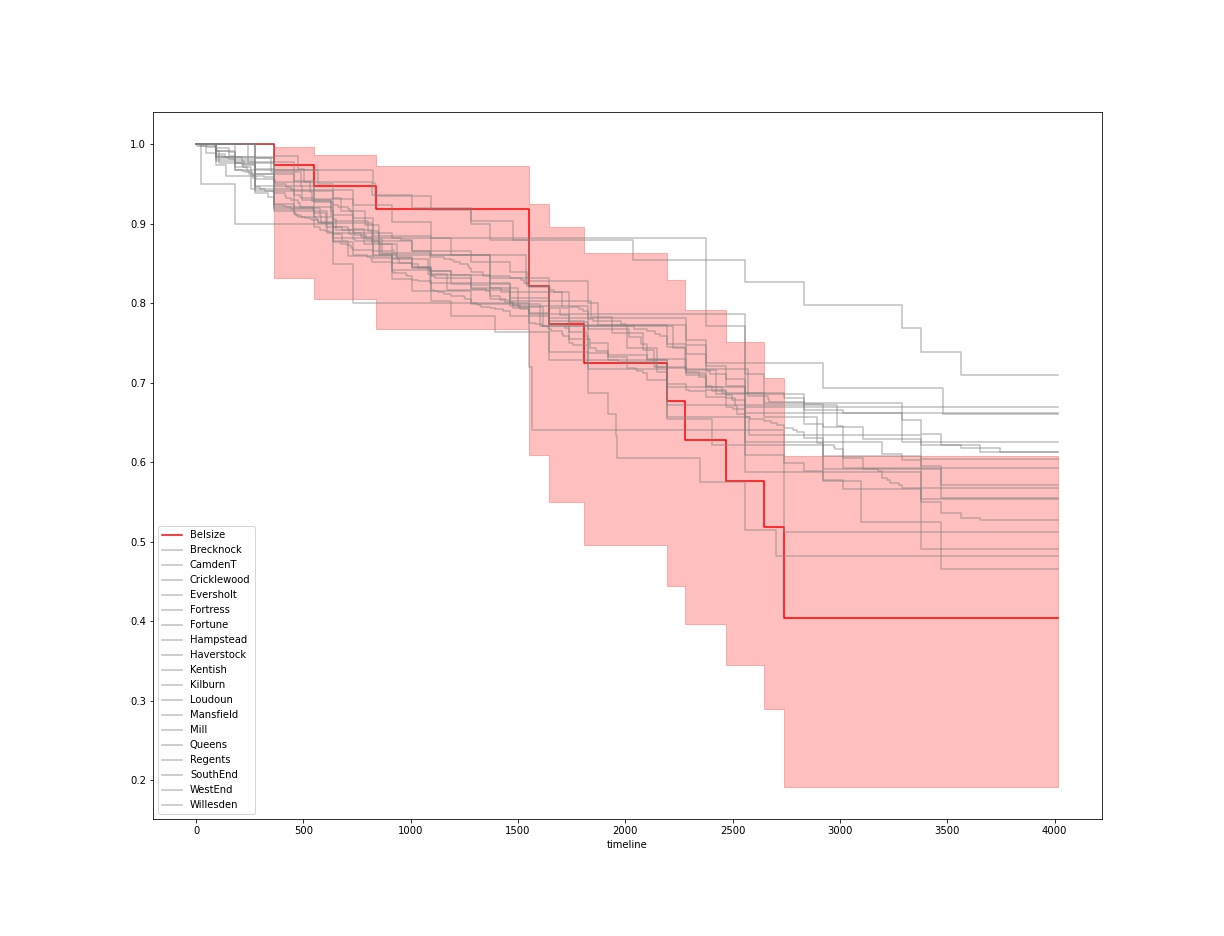 1.0
0.9
0.8
0.7
0.6
0.5
0.4
0.3
0.2
Belsize
Brecknock
CamdenT
Cricklewood
Eversholt
Fortress
Fortune
Hampstead
Haverstock
Kentish
Kilburn
Loudoun
Mansfield
Mill
Queens
Regents
SouthEnd
WestEnd
Willesden
0 500 1000 1500 2000 2500 3000 3500 4000
timeline